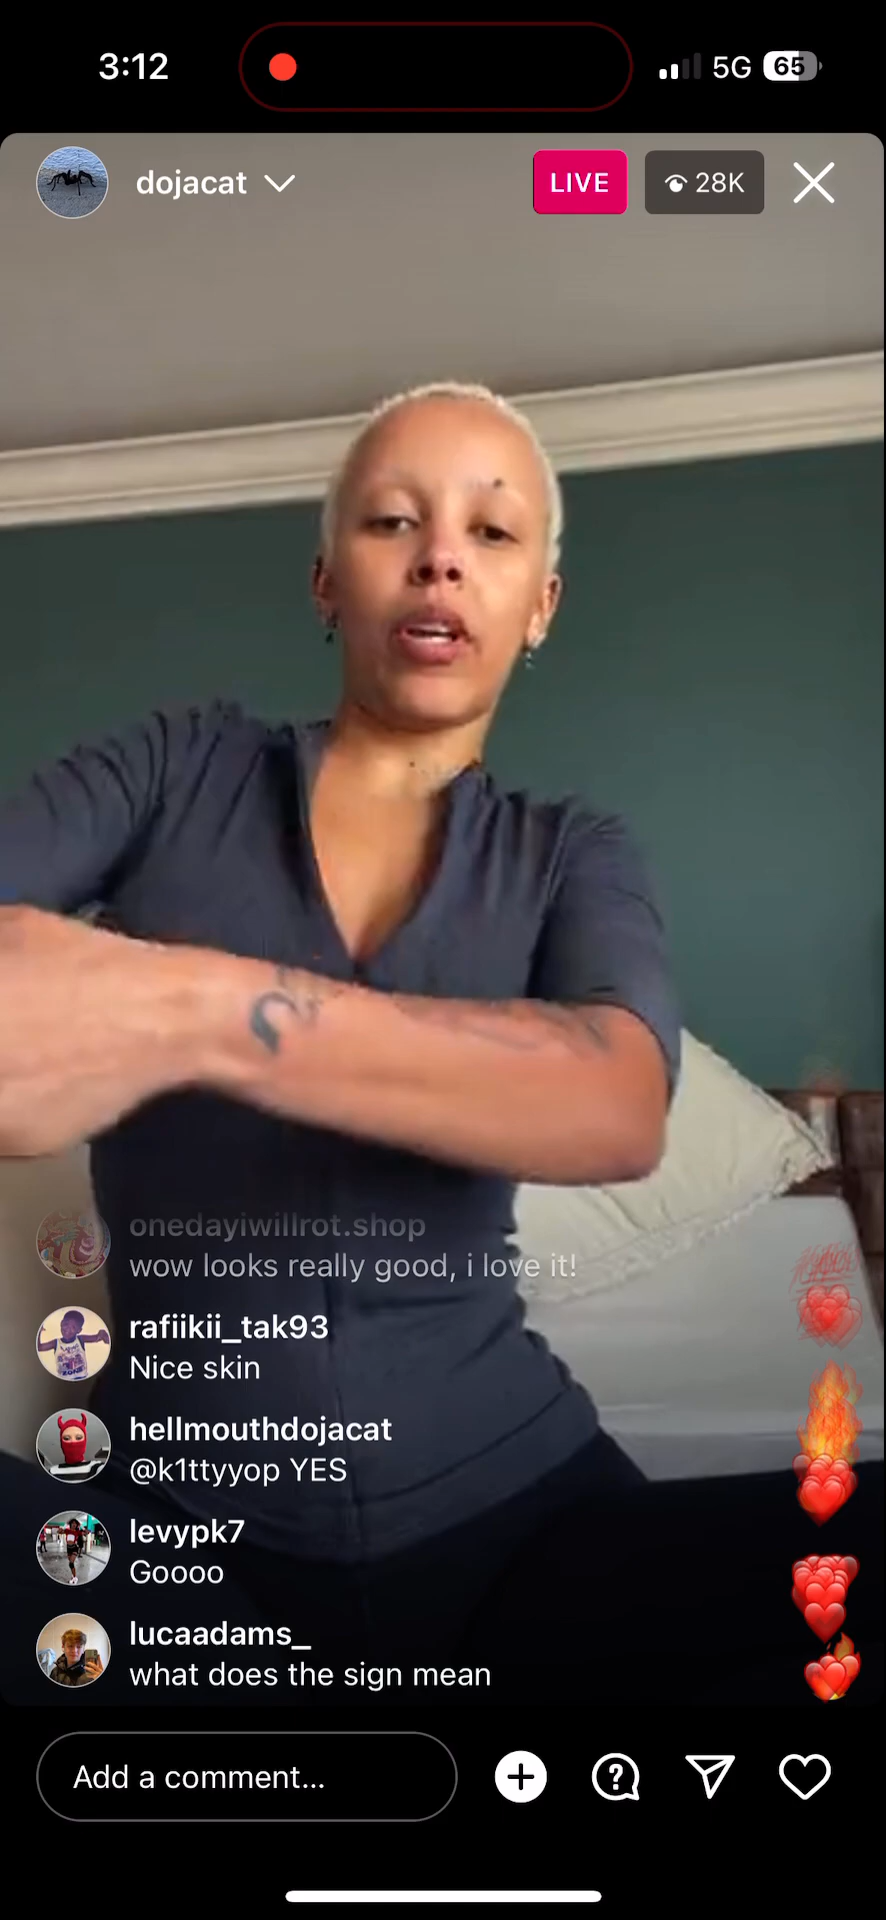 3:12
5G
65
dojacat
LIVE
28K
onedayiwillrot.shop
wow looks really good, i love it!
rafiikii_tak93
Nice skin
hellmouthdojacat
@k1ttyyop YES
levypk7
Goooo
lucaadams_
what does the sign mean
Add a comment...